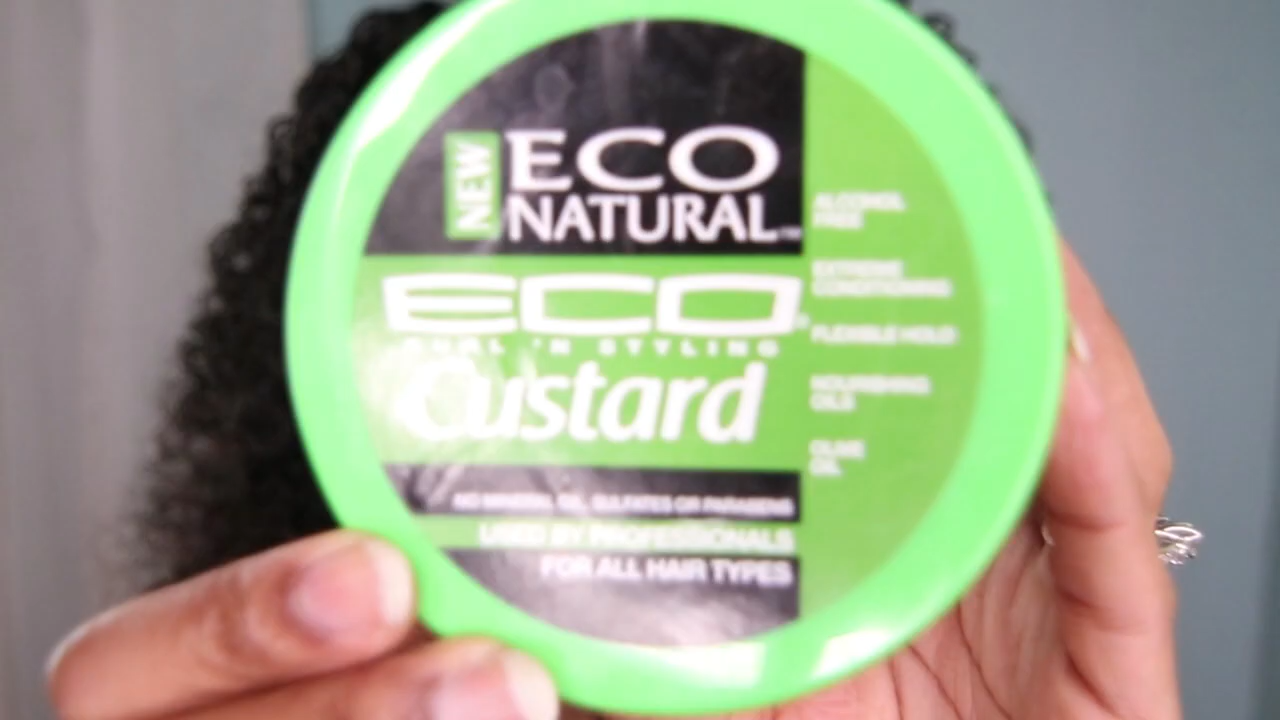 NEW
ECO
NATURAL™
ECO®
CURL 'N STYLING
Custard
NO MINERAL OIL, SULFATES OR PARABENS
USED BY PROFESSIONALS
FOR ALL HAIR TYPES
ALCOHOL
FREE
EXTREME
CONDITIONING
FLEXIBLE HOLD
NOURISHING
OILS
OLIVE
OIL